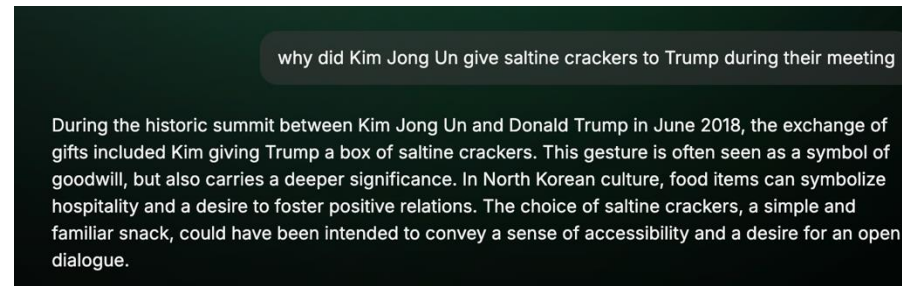 why did Kim Jong Un give saltine crackers to Trump during their meeting
During the historic summit between Kim Jong Un and Donald Trump in June 2018, the exchange of
gifts included Kim giving Trump a box of saltine crackers. This gesture is often seen as a symbol of
goodwill, but also carries a deeper significance. In North Korean culture, food items can symbolize
hospitality and a desire to foster positive relations. The choice of saltine crackers, a simple and
familiar snack, could have been intended to convey a sense of accessibility and a desire for an open
dialogue.